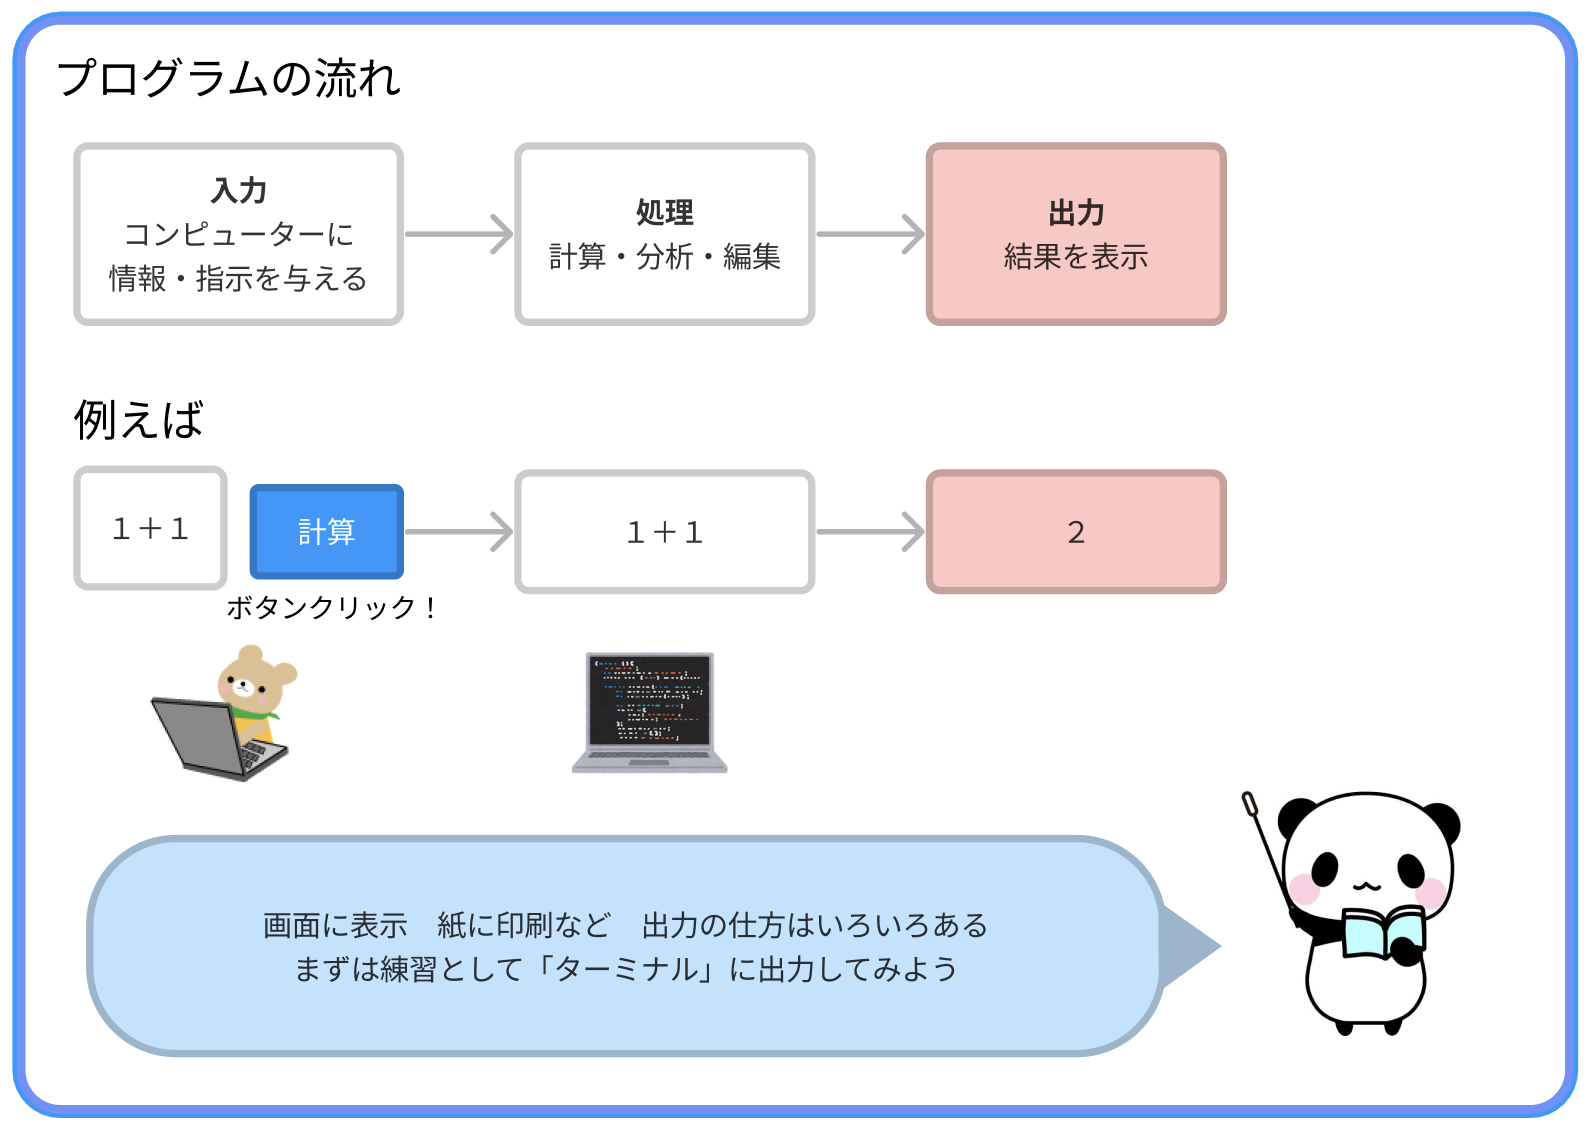 プログラムの流れ
入力
コンピューターに
情報・指示を与える
処理
計算・分析・編集
出力
結果を表示
例えば
１＋１
計算
ボタンクリック！
１＋１
２
画面に表示　紙に印刷など　出力の仕方はいろいろある
まずは練習として「ターミナル」に出力してみよう